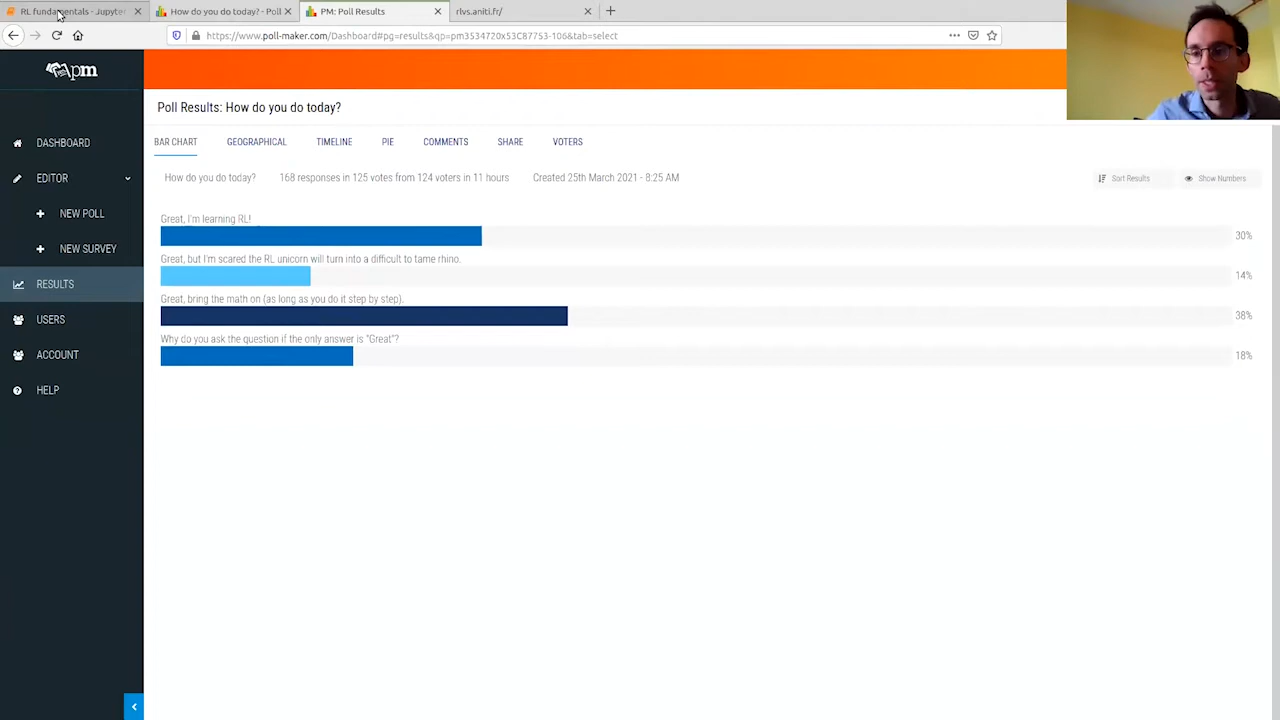 RL fundamentals - Jupyte
How do you do today? - Poll
PM: Poll Results
rlvs.aniti.fr/
https://www.poll-maker.com/Dashboard#pg=results&qp=pm3534720x53C87753-106&tab=select
pm
DASHBOARD
EDITOR
NEW POLL
NEW SURVEY
RESULTS
USERS
ACCOUNT
HELP
Poll Results: How do you do today?
BAR CHART GEOGRAPHICAL TIMELINE PIE COMMENTS SHARE VOTERS
How do you do today? 168 responses in 125 votes from 124 voters in 11 hours Created 25th March 2021 - 8:25 AM
Sort Results Show Numbers
Great, I'm learning RL!
30%
Great, but I'm scared the RL unicorn will turn into a difficult to tame rhino.
14%
Great, bring the math on (as long as you do it step by step).
38%
Why do you ask the question if the only answer is "Great"?
18%